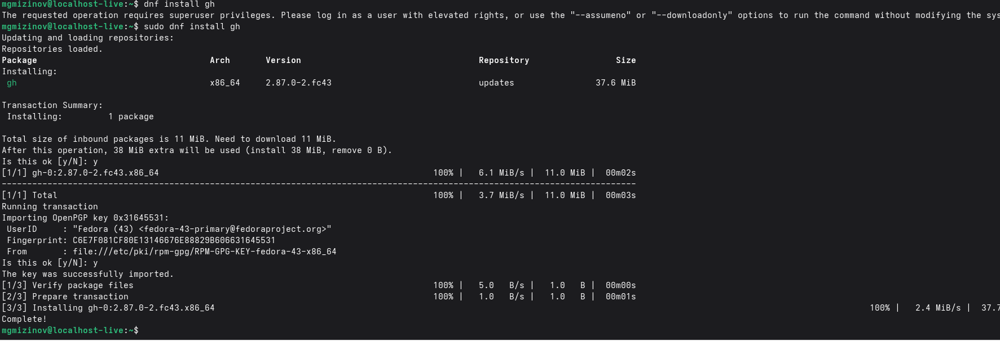 mgmizinov@localhost-live:~$ dnf install gh
The requested operation requires superuser privileges. Please log in as a user with elevated rights, or use the "--assumeno" or "--downloadonly" options to run the command without modifying the sys
mgmizinov@localhost-live:~$ sudo dnf install gh
Updating and loading repositories:
Repositories loaded.
Package Arch Version Repository Size
Installing:
gh x86_64 2.87.0-2.fc43 updates 37.6 MiB
Transaction Summary:
Installing: 1 package
Total size of inbound packages is 11 MiB. Need to download 11 MiB.
After this operation, 38 MiB extra will be used (install 38 MiB, remove 0 B).
Is this ok [y/N]: y
[1/1] gh-0:2.87.0-2.fc43.x86_64 100% | 6.1 MiB/s | 11.0 MiB | 00m02s
-----------------------------------------------------------------------------------------------------------------------------
[1/1] Total 100% | 3.7 MiB/s | 11.0 MiB | 00m03s
Running transaction
Importing OpenPGP key 0x31645531:
UserID : "Fedora (43) <fedora-43-primary@fedoraproject.org>"
Fingerprint: C6E7F081CF80E13146676E88829B606631645531
From : file:///etc/pki/rpm-gpg/RPM-GPG-KEY-fedora-43-x86_64
Is this ok [y/N]: y
The key was successfully imported.
[1/3] Verify package files 100% | 5.0 B/s | 1.0 B | 00m00s
[2/3] Prepare transaction 100% | 1.0 B/s | 1.0 B | 00m01s
[3/3] Installing gh-0:2.87.0-2.fc43.x86_64 100% | 2.4 MiB/s | 37.7
Complete!
mgmizinov@localhost-live:~$